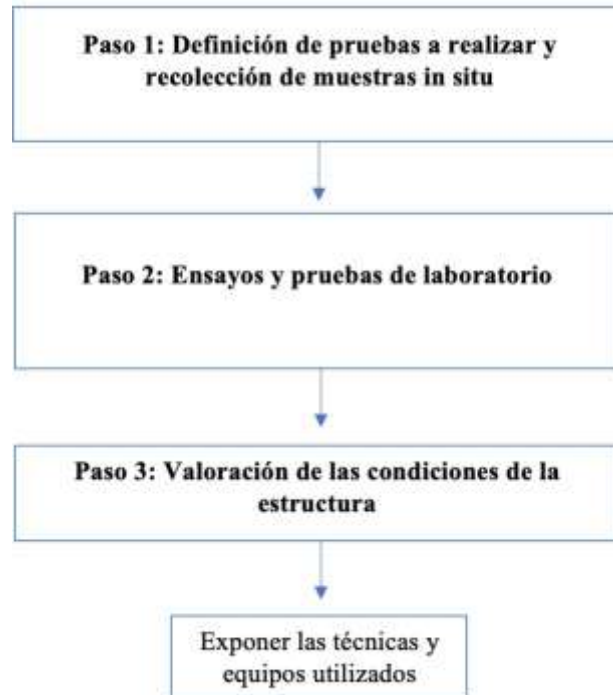 Paso 1: Definición de pruebas a realizar y
recolección de muestras in situ
Paso 2: Ensayos y pruebas de laboratorio
Paso 3: Valoración de las condiciones de la
estructura
Exponer las técnicas y
equipos utilizados